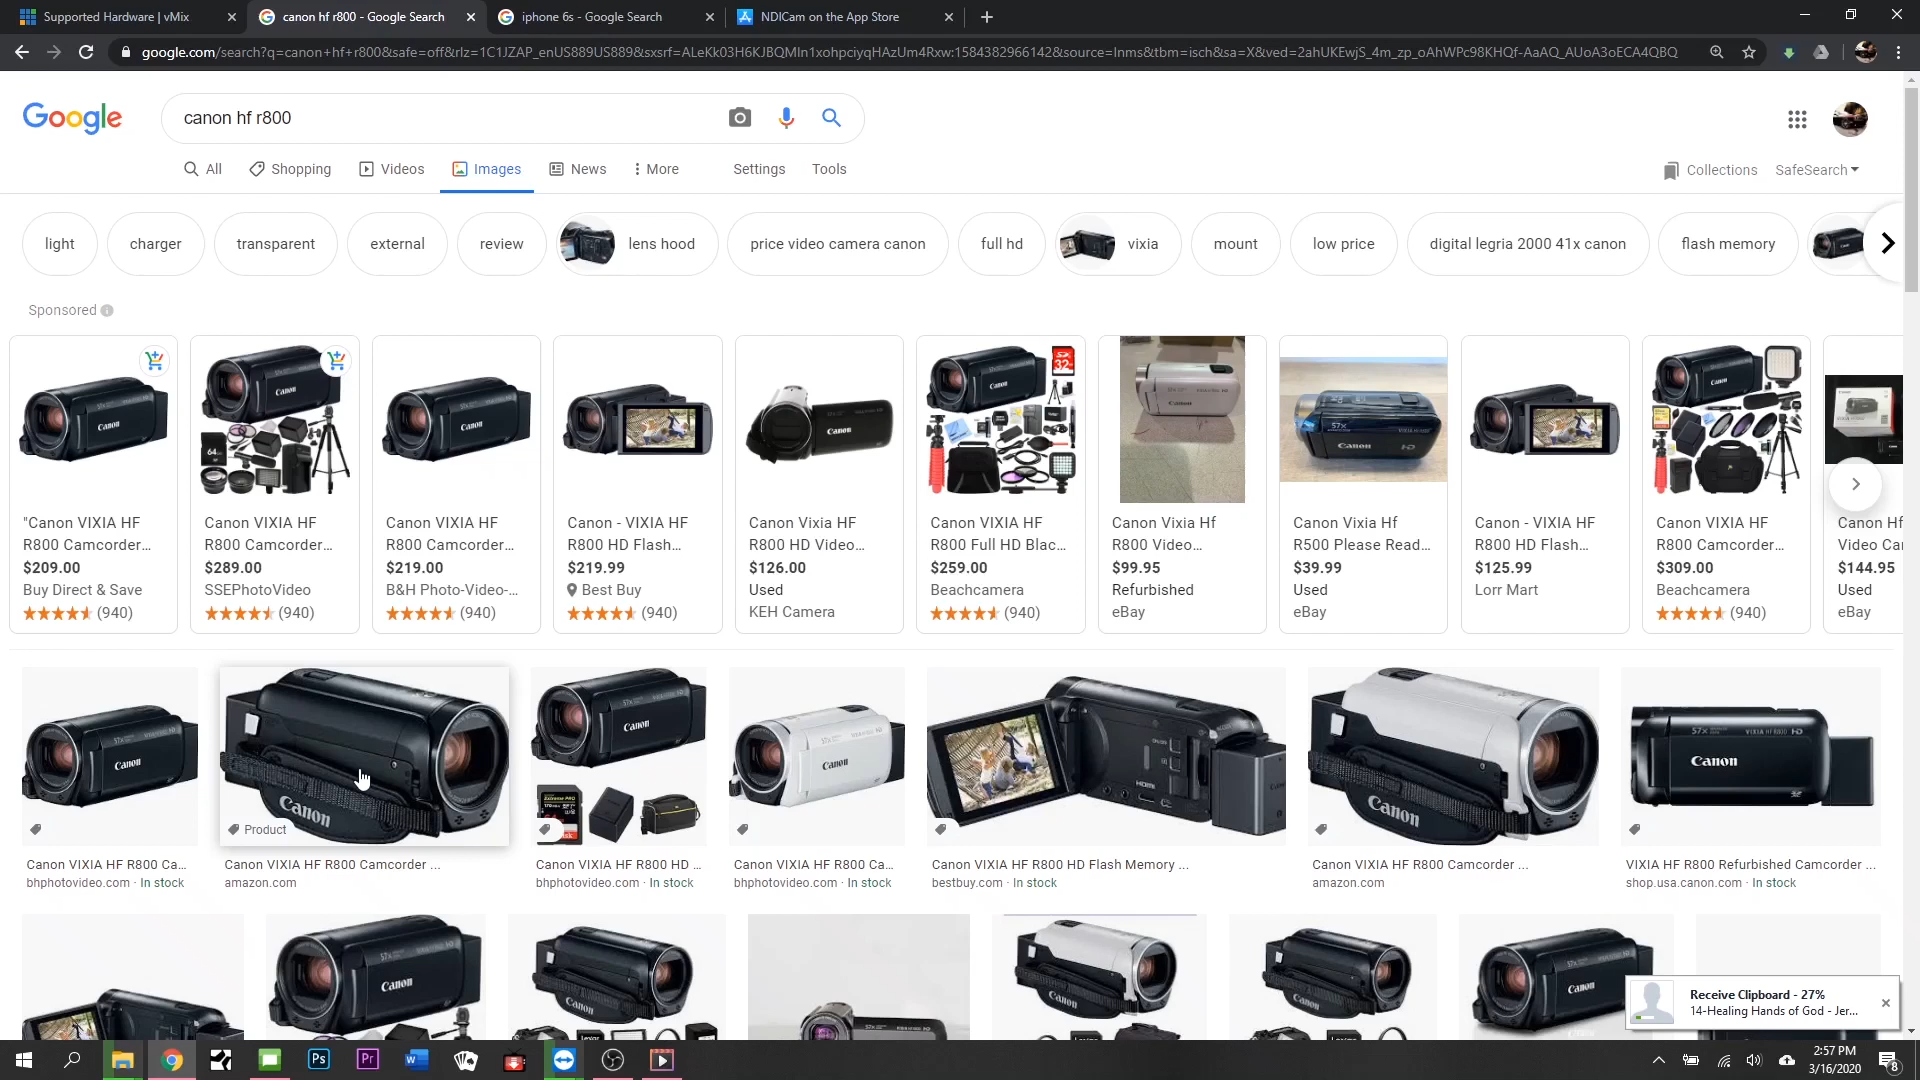 Supported Hardware | vMix
canon hf r800 - Google Search
iphone 6s - Google Search
NDICam on the App Store
google.com/search?q=canon+hf+r800&safe=off&rlz=1C1JZAP_enUS889US889&sxsrf=ALeKk03H6KJBQMIn1xohpciyqHAzUm4Rxw:1584382966142&source=lnms&tbm=isch&sa=X&ved=2ahUKEwjS_4m_zp_oAhWPc98KHQf-AaAQ_AUoA3oECA4QBQ
Google
canon hf r800
All Shopping Videos Images News More Settings Tools
Collections SafeSearch
light charger transparent external review lens hood price video camera canon full hd vixia mount low price digital legria 2000 41x canon flash memory
Sponsored
"Canon VIXIA HF
R800 Camcorder...
$209.00
Buy Direct & Save
(940)
Canon VIXIA HF
R800 Camcorder...
$289.00
SSEPhotoVideo
(940)
Canon VIXIA HF
R800 Camcorder...
$219.00
B&H Photo-Video-...
(940)
Canon - VIXIA HF
R800 HD Flash...
$219.99
Best Buy
(940)
Canon Vixia HF
R800 HD Video...
$126.00
Used
KEH Camera
Canon VIXIA HF
R800 Full HD Blac...
$259.00
Beachcamera
(940)
Canon Vixia Hf
R800 Video...
$99.95
Refurbished
eBay
Canon Vixia Hf
R500 Please Read...
$39.99
Used
eBay
Canon - VIXIA HF
R800 HD Flash...
$125.99
Lorr Mart
Canon VIXIA HF
R800 Camcorder...
$309.00
Beachcamera
(940)
Canon Hf
Video Ca
$144.95
Used
eBay
Product
Canon VIXIA HF R800 Ca...
bhphotovideo.com · In stock
Canon VIXIA HF R800 Camcorder ...
amazon.com
Canon VIXIA HF R800 HD ...
bhphotovideo.com · In stock
Canon VIXIA HF R800 Ca...
bhphotovideo.com · In stock
Canon VIXIA HF R800 HD Flash Memory ...
bestbuy.com · In stock
Canon VIXIA HF R800 Camcorder ...
amazon.com
VIXIA HF R800 Refurbished Camcorder ...
shop.usa.canon.com · In stock
Receive Clipboard - 27%
14-Healing Hands of God - Jer...
2:57 PM
3/16/2020
8